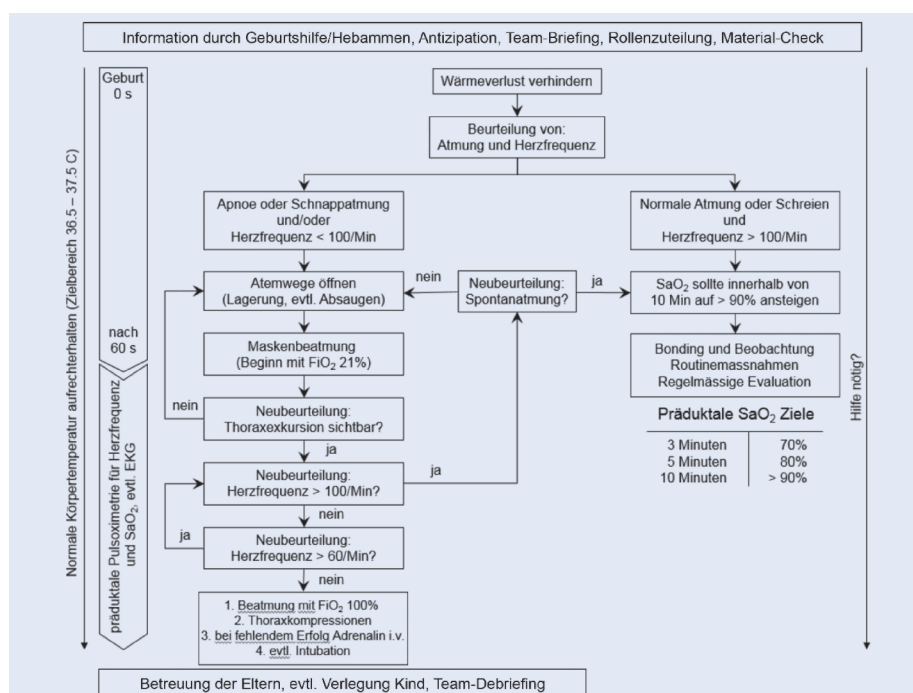 Information durch Geburtshilfe/Hebammen, Antizipation, Team-Briefing, Rollenzuteilung, Material-Check
Geburt
0 s
nach
60 s
Normale Körpertemperatur aufrechterhalten (Zielbereich 36.5 – 37.5 C)
präduktale Pulsoximetrie für Herzfrequenz
und SaO₂, evtl. EKG
Wärmeverlust verhindern
Beurteilung von:
Atmung und Herzfrequenz
Apnoe oder Schnappatmung
und/oder
Herzfrequenz < 100/Min
Normale Atmung oder Schreien
und
Herzfrequenz > 100/Min
Atemwege öffnen
(Lagerung, evtl. Absaugen)
nein
Neubeurteilung:
Spontanatmung?
ja
SaO₂ sollte innerhalb von
10 Min auf > 90% ansteigen
Maskenbeatmung
(Beginn mit FiO₂ 21%)
Bonding und Beobachtung
Routinemassnahmen
Regelmässige Evaluation
Hilfe nötig?
nein
Neubeurteilung:
Thoraxexkursion sichtbar?
ja
Präduktale SaO₂ Ziele
3 Minuten 70%
5 Minuten 80%
10 Minuten > 90%
Neubeurteilung:
Herzfrequenz > 100/Min?
ja
nein
ja
Neubeurteilung:
Herzfrequenz > 60/Min?
nein
1. Beatmung mit FiO₂ 100%
2. Thoraxkompressionen
3. bei fehlendem Erfolg Adrenalin i.v.
4. evtl. Intubation
Betreuung der Eltern, evtl. Verlegung Kind, Team-Debriefing